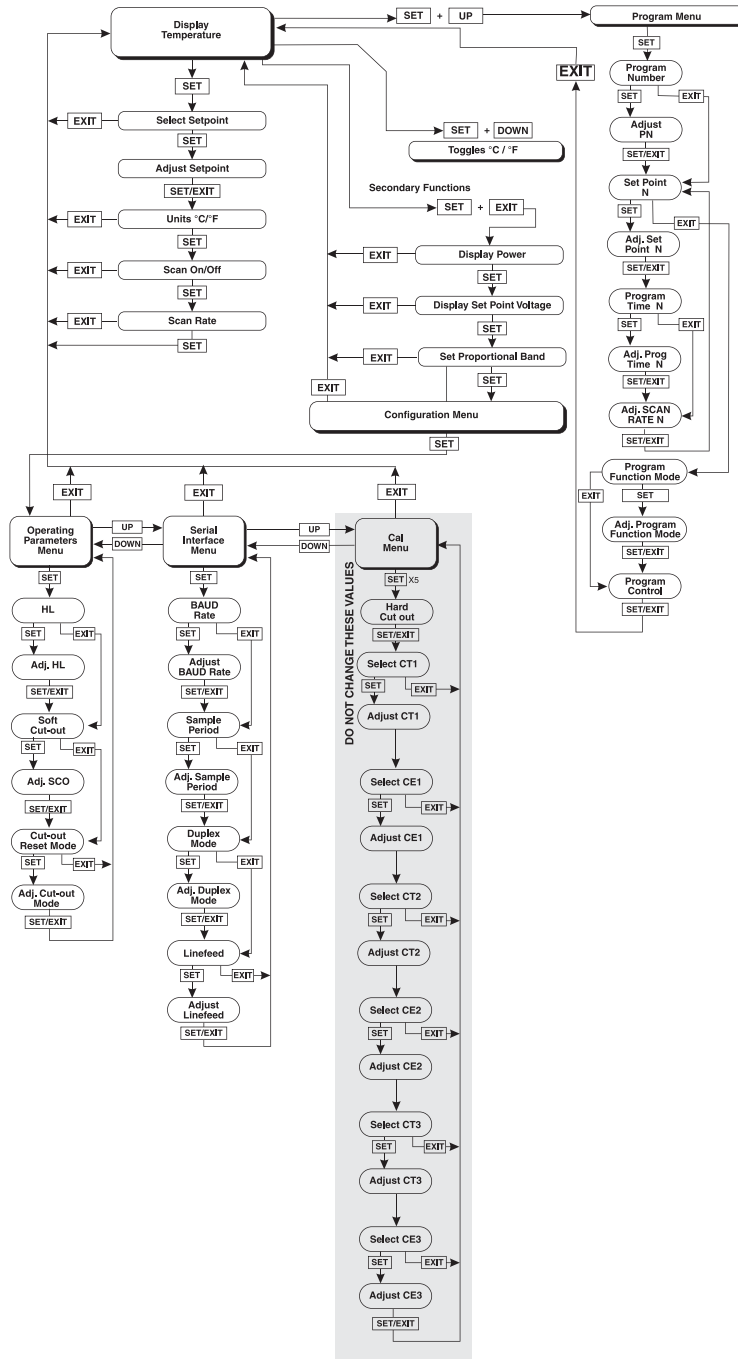 Display
Temperature
SET + UP
Program Menu
SET
EXIT
Program
Number
SET
EXIT
Adjust
PN
SET/EXIT
Set Point
N
SET
EXIT
Adj. Set
Point N
SET/EXIT
Program
Time N
SET
EXIT
Adj. Prog
Time N
SET/EXIT
Adj. SCAN
RATE N
SET/EXIT
Program
Function Mode
EXIT
SET
Adj. Program
Function Mode
SET/EXIT
Program
Control
SET/EXIT
SET
EXIT
Select Setpoint
SET
Adjust Setpoint
SET/EXIT
EXIT
Units °C/°F
SET
EXIT
Scan On/Off
SET
EXIT
Scan Rate
SET
SET + DOWN
Toggles °C / °F
Secondary Functions
SET + EXIT
EXIT
Display Power
SET
EXIT
Display Set Point Voltage
SET
EXIT
Set Proportional Band
SET
EXIT
Configuration Menu
SET
EXIT
EXIT
EXIT
Operating
Parameters
Menu
UP
DOWN
Serial
Interface
Menu
UP
DOWN
Cal
Menu
SET
HL
SET
EXIT
Adj. HL
SET/EXIT
Soft
Cut-out
SET
EXIT
Adj. SCO
SET/EXIT
Cut-out
Reset Mode
SET
EXIT
Adj. Cut-out
Mode
SET/EXIT
SET
BAUD
Rate
SET
EXIT
Adjust
BAUD Rate
SET/EXIT
Sample
Period
SET
EXIT
Adj. Sample
Period
SET/EXIT
Duplex
Mode
SET
EXIT
Adj. Duplex
Mode
SET/EXIT
Linefeed
SET
EXIT
Adjust
Linefeed
SET/EXIT
DO NOT CHANGE THESE VALUES
SET X5
Hard
Cut out
SET/EXIT
Select CT1
SET
EXIT
Adjust CT1
Select CE1
SET
EXIT
Adjust CE1
Select CT2
SET
EXIT
Adjust CT2
Select CE2
SET
EXIT
Adjust CE2
Select CT3
SET
EXIT
Adjust CT3
Select CE3
SET
EXIT
Adjust CE3
SET/EXIT